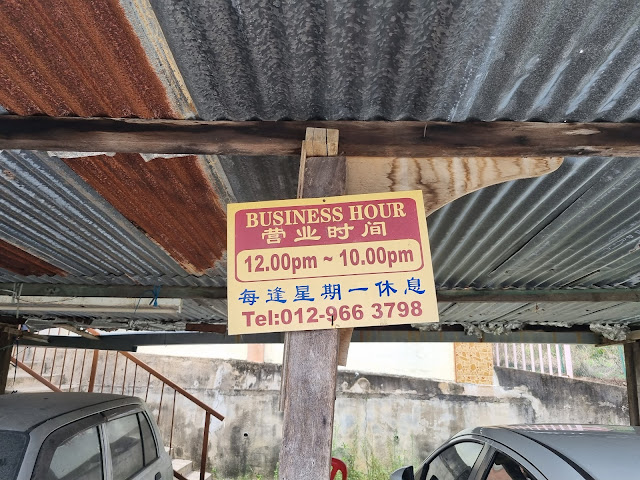 BUSINESS HOUR
营业时间
12.00pm ~ 10.00pm
每逢星期一休息
Tel:012-966 3798